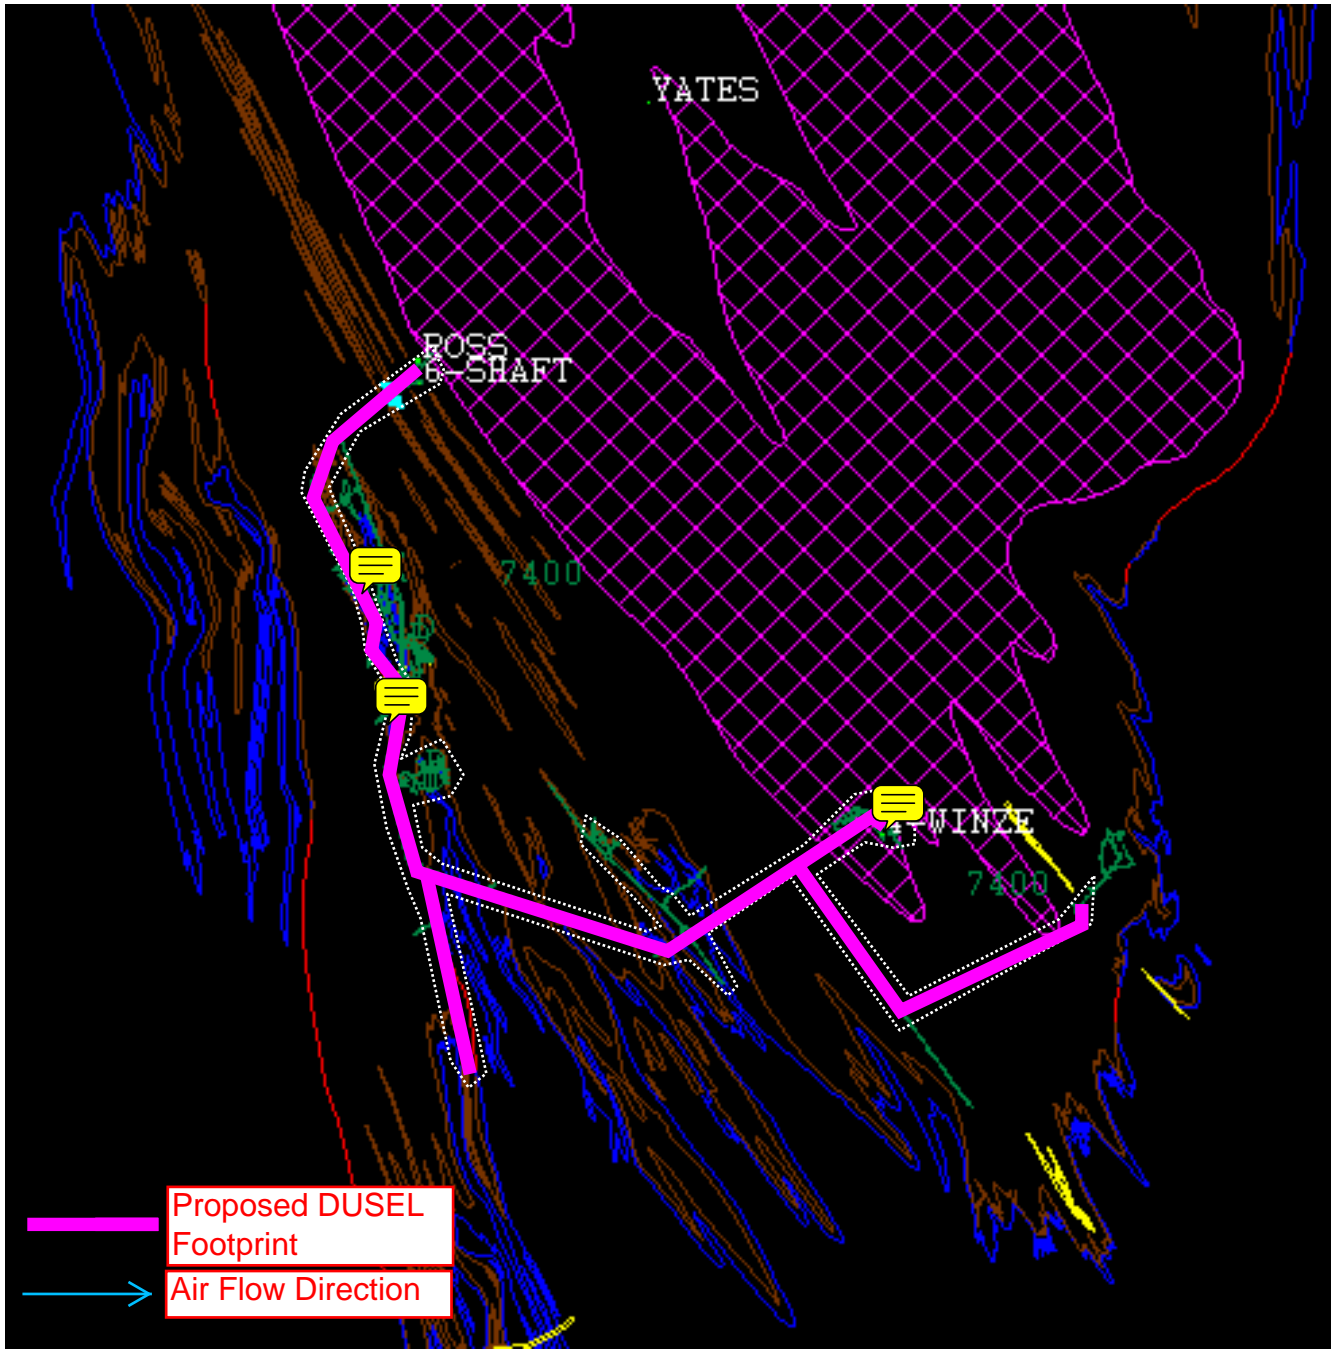 YATES
ROSS
6-SHAFT
7400
WINZE
7400
Proposed DUSEL
Footprint
Air Flow Direction